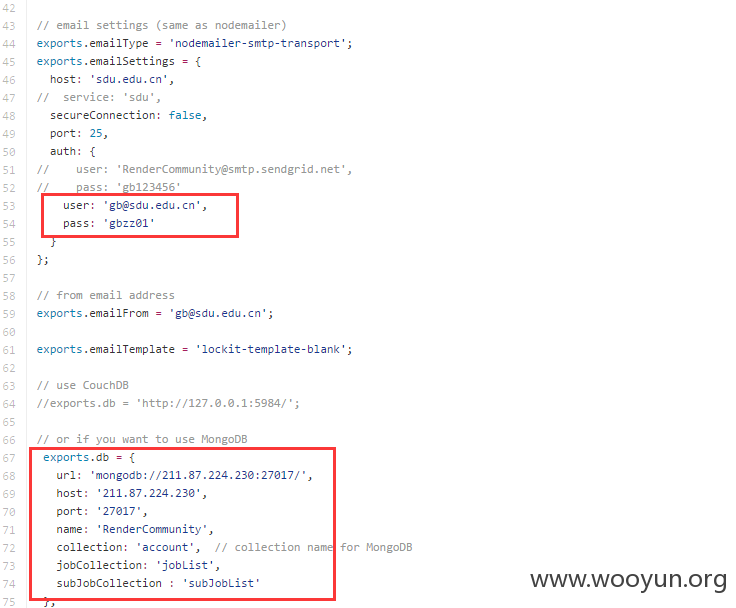 42
43 // email settings (same as nodemailer)
44 exports.emailType = 'nodemailer-smtp-transport';
45 exports.emailSettings = {
46 host: 'sdu.edu.cn',
47 // service: 'sdu',
48 secureConnection: false,
49 port: 25,
50 auth: {
51 // user: 'RenderCommunity@smtp.sendgrid.net',
52 // pass: 'gb123456'
53 user: 'gb@sdu.edu.cn',
54 pass: 'gbzz01'
55 }
56 };
57
58 // from email address
59 exports.emailFrom = 'gb@sdu.edu.cn';
60
61 exports.emailTemplate = 'lockit-template-blank';
62
63 // use CouchDB
64 //exports.db = 'http://127.0.0.1:5984/';
65
66 // or if you want to use MongoDB
67 exports.db = {
68 url: 'mongodb://211.87.224.230:27017/',
69 host: '211.87.224.230',
70 port: '27017',
71 name: 'RenderCommunity',
72 collection: 'account', // collection name for MongoDB
73 jobCollection: 'jobList',
74 subJobCollection : 'subJobList'
75 },
www.wooyun.org